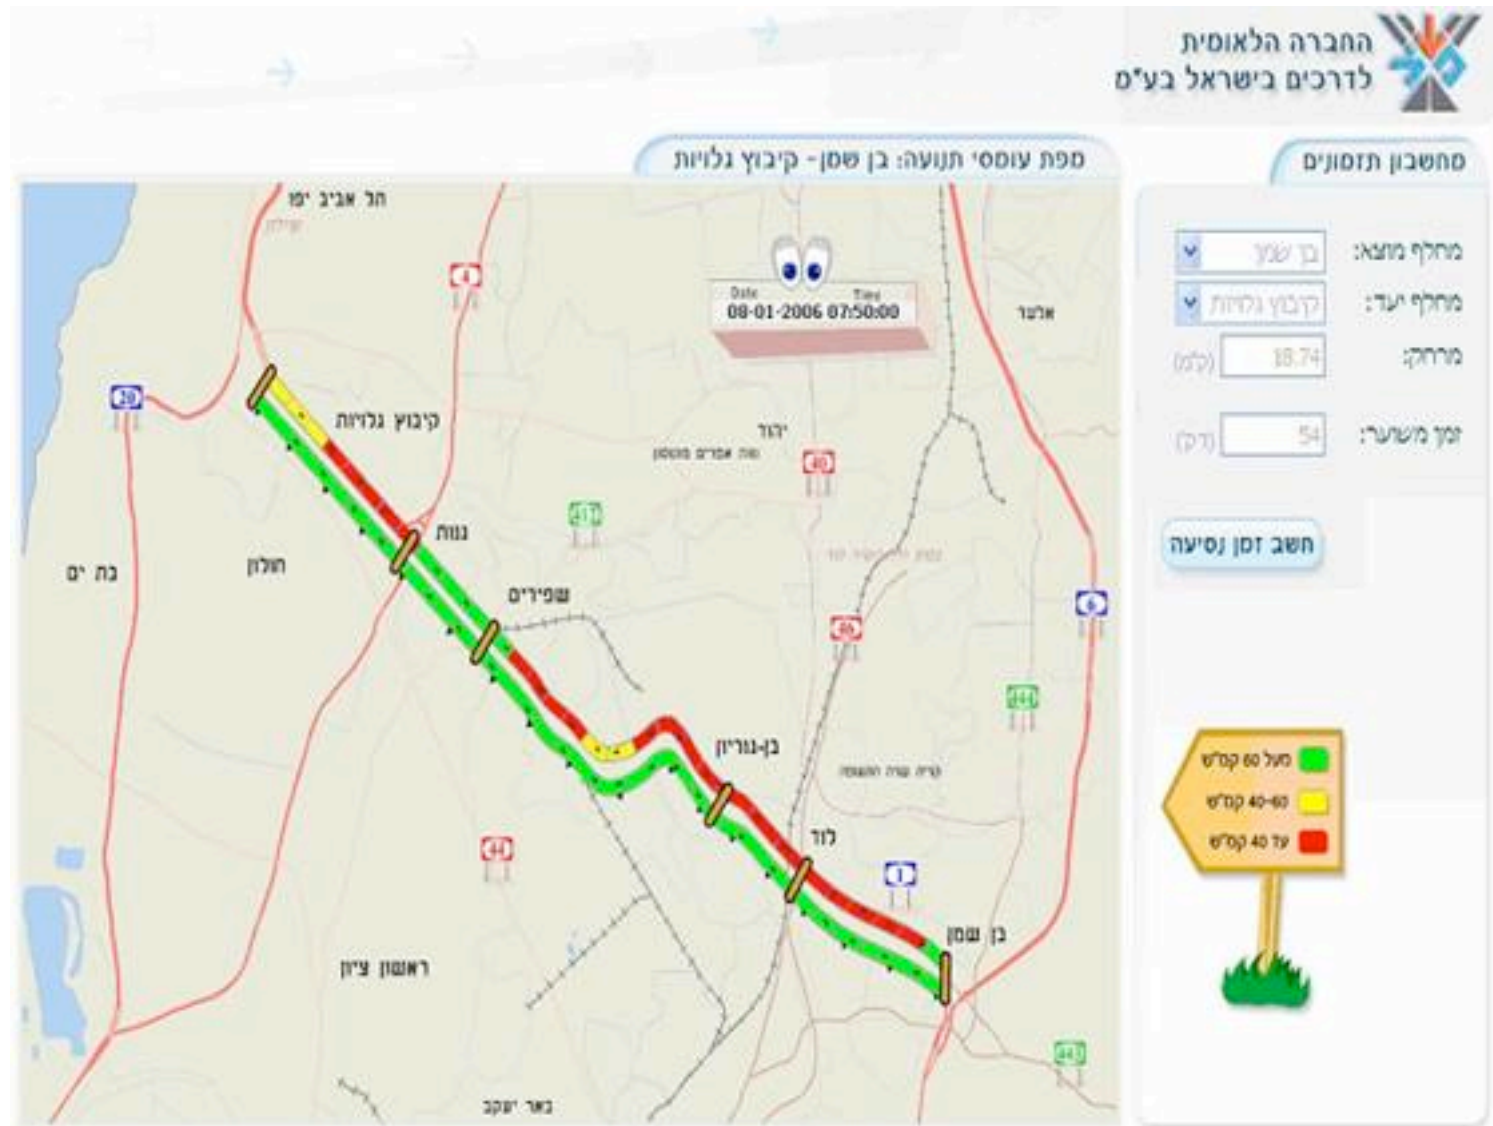 החברה הלאומית
לדרכים בישראל בע"מ
מחשבון תזמונים
מפת עומסי תנועה: בן שמן - קיבוץ גלויות
מחלף מוצא:
בן שמן
מחלף יעד:
קיבוץ גלויות
מרחק:
18.74
(ק"מ)
זמן משוער:
54
(דק')
חשב זמן נסיעה
מעל 60 קמ"ש
40-60 קמ"ש
עד 40 קמ"ש
תל אביב יפו
4
Date Time
08-01-2006 07:50:00
אלעד
20
קיבוץ גלויות
יהוד
נווה אפרים מונוסון
40
417
גנות
בת ים
חולון
שפירים
6
46
444
בן-גוריון
לוד
44
1
בן שמן
ראשון ציון
443
באר יעקב